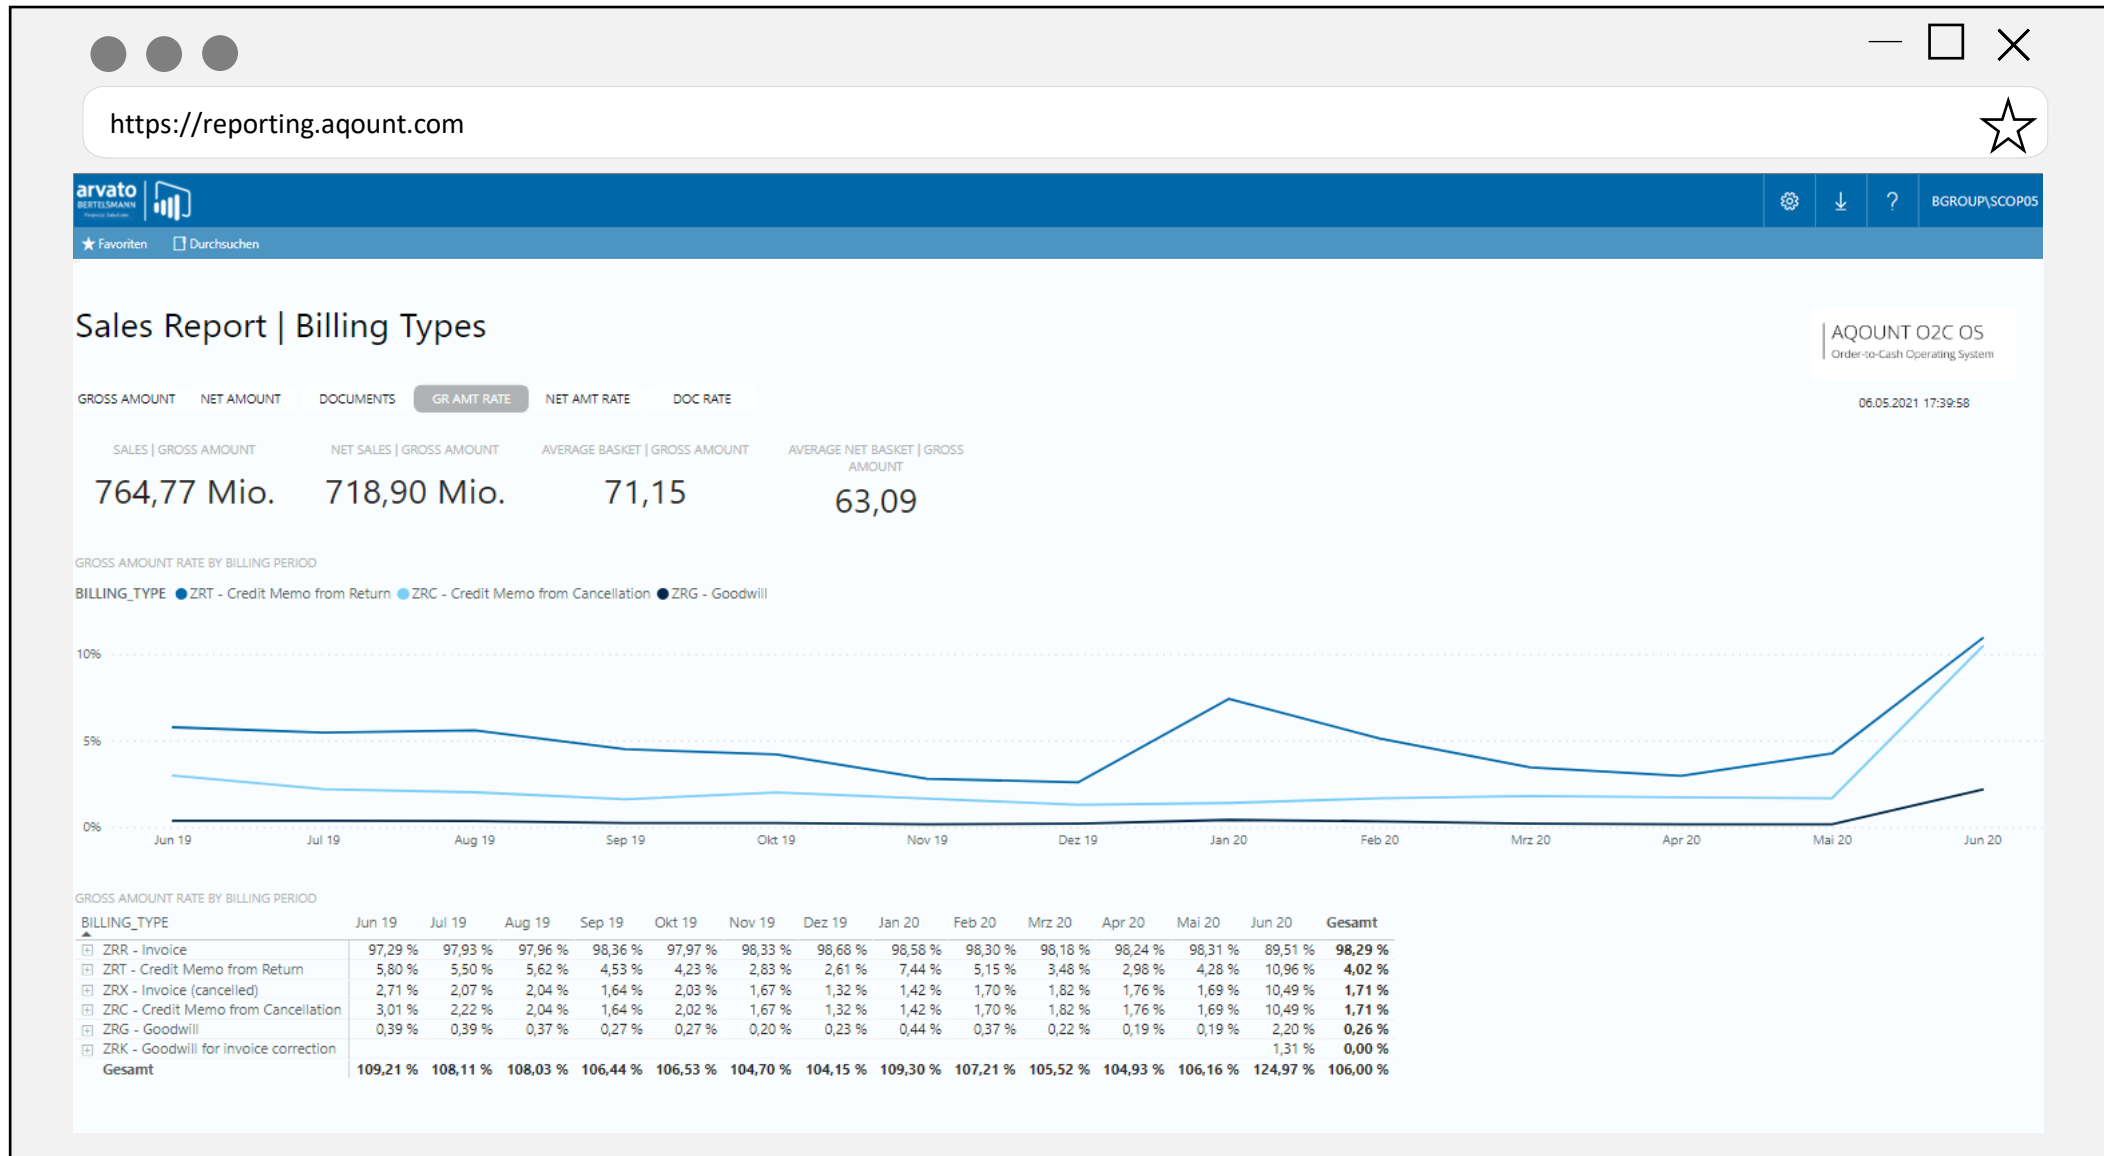 https://reporting.aqount.com
arvato
BERTELSMANN
Financial Solutions
? BGROUP\SCOP05
Favoriten Durchsuchen
Sales Report | Billing Types
AQOUNT O2C OS
Order-to-Cash Operating System
GROSS AMOUNT NET AMOUNT DOCUMENTS GR AMT RATE NET AMT RATE DOC RATE
06.05.2021 17:39:58
SALES | GROSS AMOUNT NET SALES | GROSS AMOUNT AVERAGE BASKET | GROSS AMOUNT AVERAGE NET BASKET | GROSS
AMOUNT
764,77 Mio. 718,90 Mio. 71,15 63,09
GROSS AMOUNT RATE BY BILLING PERIOD
BILLING_TYPE ZRT - Credit Memo from Return ZRC - Credit Memo from Cancellation ZRG - Goodwill
10%
5%
0%
Jun 19 Jul 19 Aug 19 Sep 19 Okt 19 Nov 19 Dez 19 Jan 20 Feb 20 Mrz 20 Apr 20 Mai 20 Jun 20
GROSS AMOUNT RATE BY BILLING PERIOD
BILLING_TYPE Jun 19 Jul 19 Aug 19 Sep 19 Okt 19 Nov 19 Dez 19 Jan 20 Feb 20 Mrz 20 Apr 20 Mai 20 Jun 20 Gesamt
ZRR - Invoice 97,29 % 97,93 % 97,96 % 98,36 % 97,97 % 98,33 % 98,68 % 98,58 % 98,30 % 98,18 % 98,24 % 98,31 % 89,51 % 98,29 %
ZRT - Credit Memo from Return 5,80 % 5,50 % 5,62 % 4,53 % 4,23 % 2,83 % 2,61 % 7,44 % 5,15 % 3,48 % 2,98 % 4,28 % 10,96 % 4,02 %
ZRX - Invoice (cancelled) 2,71 % 2,07 % 2,04 % 1,64 % 2,03 % 1,67 % 1,32 % 1,42 % 1,70 % 1,82 % 1,76 % 1,69 % 10,49 % 1,71 %
ZRC - Credit Memo from Cancellation 3,01 % 2,22 % 2,04 % 1,64 % 2,02 % 1,67 % 1,32 % 1,42 % 1,70 % 1,82 % 1,76 % 1,69 % 10,49 % 1,71 %
ZRG - Goodwill 0,39 % 0,39 % 0,37 % 0,27 % 0,27 % 0,20 % 0,23 % 0,44 % 0,37 % 0,22 % 0,19 % 0,19 % 2,20 % 0,26 %
ZRK - Goodwill for invoice correction 1,31 % 0,00 %
Gesamt 109,21 % 108,11 % 108,03 % 106,44 % 106,53 % 104,70 % 104,15 % 109,30 % 107,21 % 105,52 % 104,93 % 106,16 % 124,97 % 106,00 %